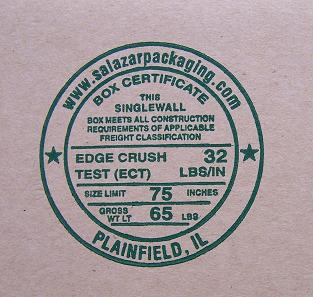 www.salazarpackaging.com
BOX CERTIFICATE
THIS
SINGLEWALL
BOX MEETS ALL CONSTRUCTION
REQUIREMENTS OF APPLICABLE
FREIGHT CLASSIFICATION
EDGE CRUSH 32
TEST (ECT) LBS/IN
SIZE LIMIT 75 INCHES
GROSS
WT LT 65 LBS
PLAINFIELD, IL